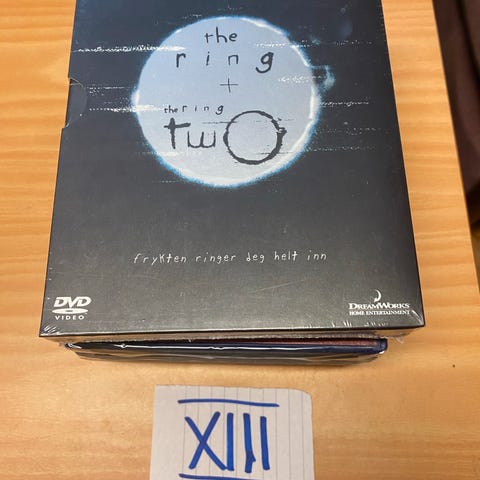 the
ring
+
the ring
two
frykten ringer deg helt inn
DVD
VIDEO
DREAMWORKS
HOME ENTERTAINMENT
XIII